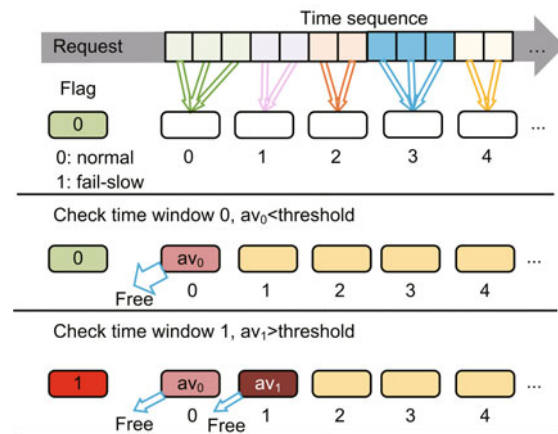 Time sequence
Request ...
Flag
0 ...
0: normal 0 1 2 3 4
1: fail-slow
Check time window 0, av₀<threshold
0 av₀ ...
Free 0 1 2 3 4
Check time window 1, av₁>threshold
1 av₀ av₁ ...
Free 0 Free 1 2 3 4